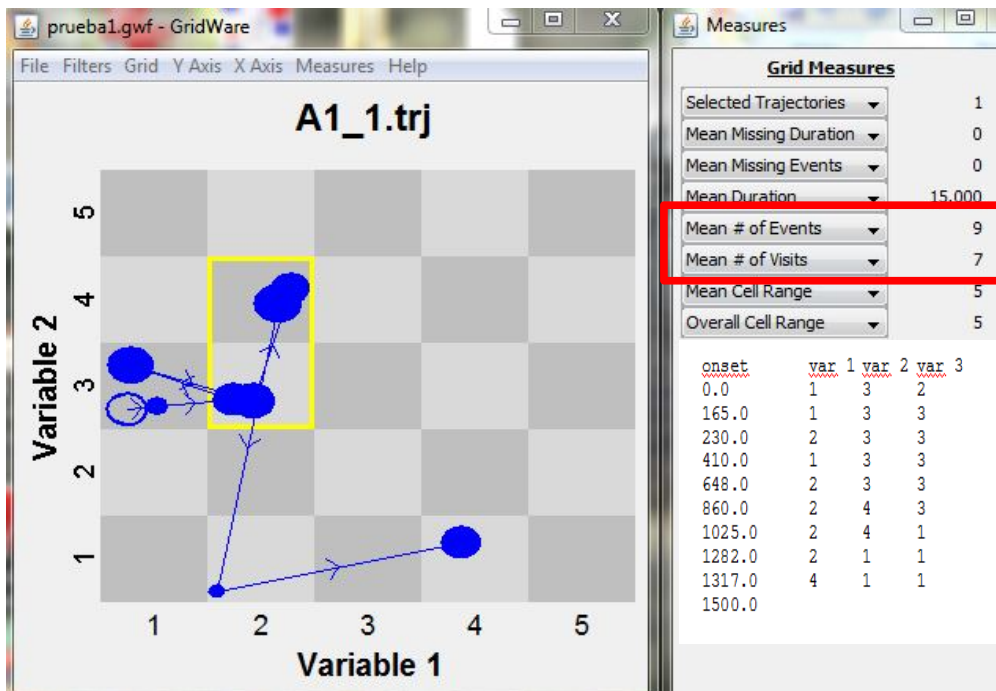 prueba1.gwf - GridWare
File Filters Grid Y Axis X Axis Measures Help
A1_1.trj
5
4
3
2
1
Variable 2
1 2 3 4 5
Variable 1
Measures
Grid Measures
Selected Trajectories 1
Mean Missing Duration 0
Mean Missing Events 0
Mean Duration 15.000
Mean # of Events 9
Mean # of Visits 7
Mean Cell Range 5
Overall Cell Range 5
onset var 1 var 2 var 3
0.0 1 3 2
165.0 1 3 3
230.0 2 3 3
410.0 1 3 3
648.0 2 3 3
860.0 2 4 3
1025.0 2 4 1
1282.0 2 1 1
1317.0 4 1 1
1500.0